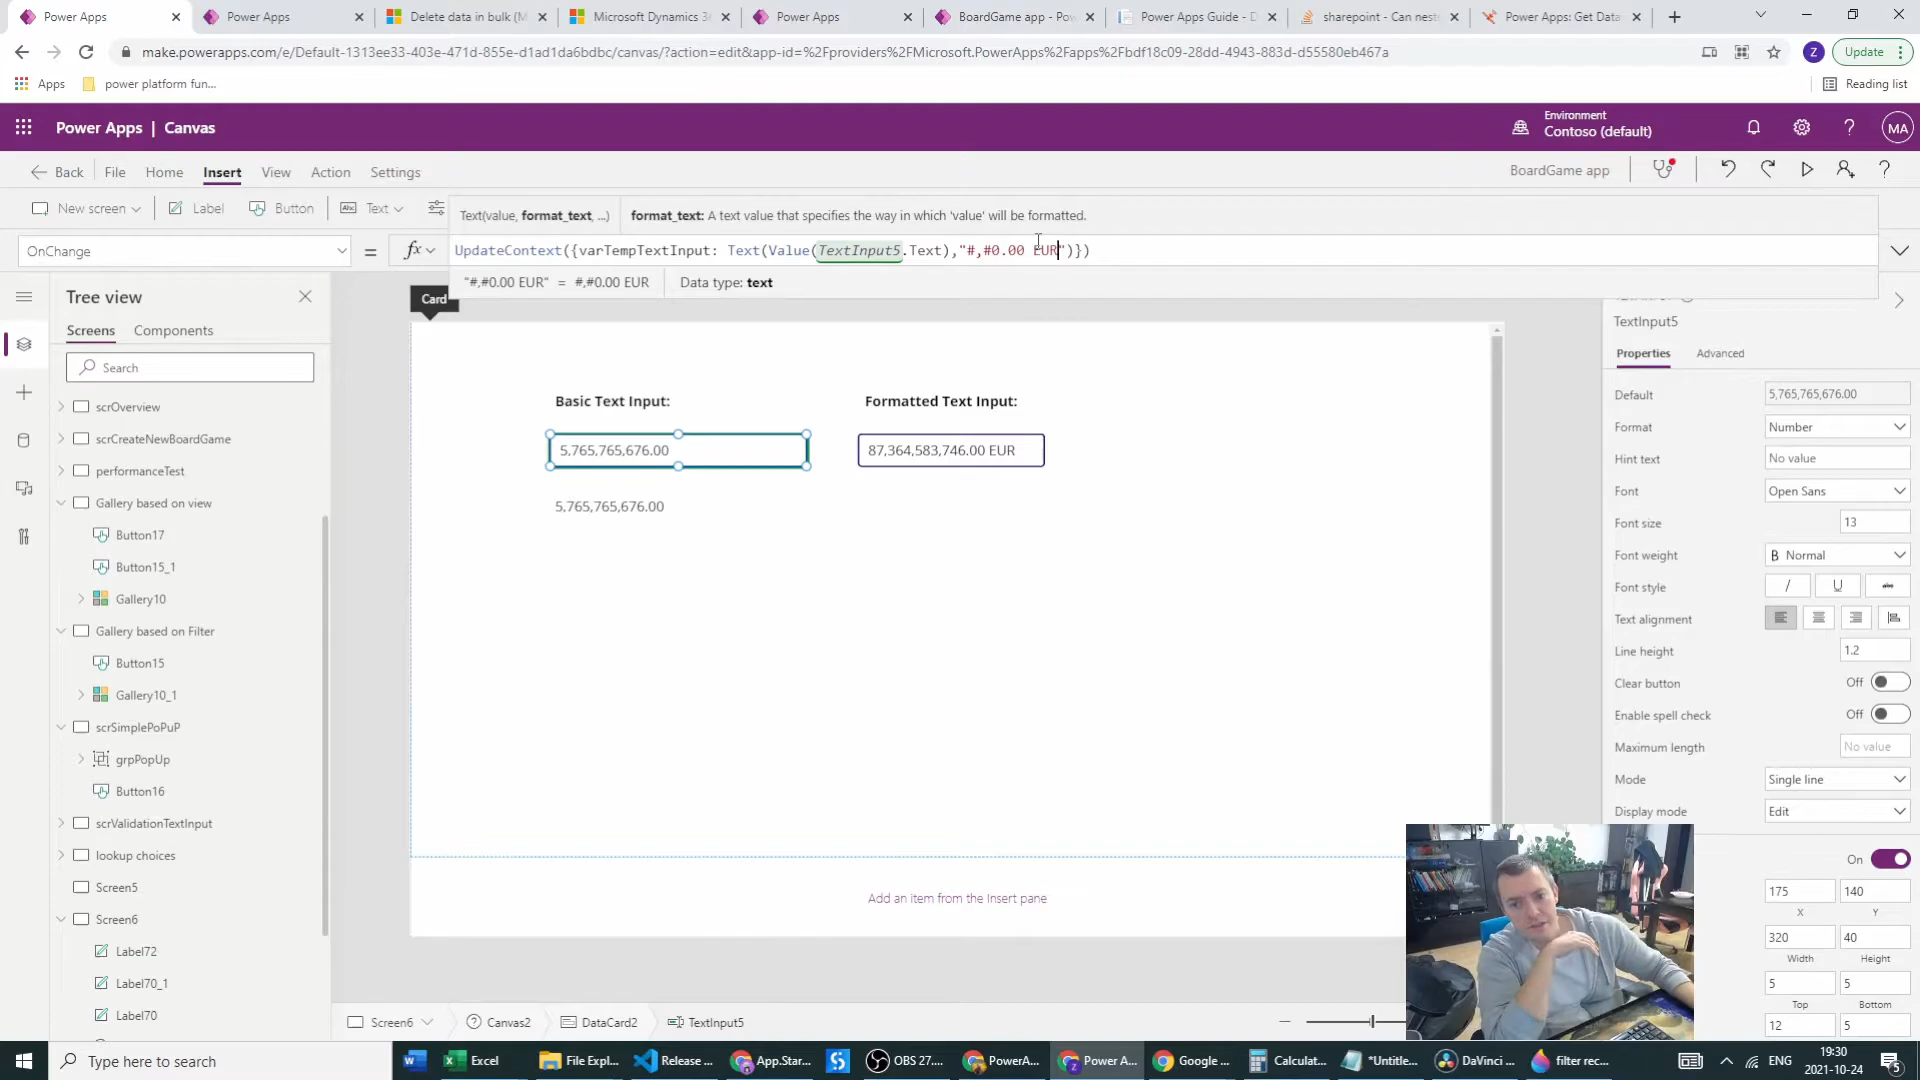 Power Apps
Power Apps
Delete data in bulk (M
Microsoft Dynamics 3
Power Apps
BoardGame app - Pow
Power Apps Guide - D
sharepoint - Can nest
Power Apps: Get Data
make.powerapps.com/e/Default-1313ee33-403e-471d-855e-d1ad1da6bdbc/canvas/?action=edit&app-id=%2Fproviders%2FMicrosoft.PowerApps%2Fapps%2Fbdf18c09-28dd-4943-883d-d55580eb467a
Z
Update
Apps
power platform fun...
Reading list
Power Apps | Canvas
Environment
Contoso (default)
MA
Back
File
Home
Insert
View
Action
Settings
BoardGame app
New screen
Label
Button
Text
Text(value, format_text, ...)
format_text: A text value that specifies the way in which 'value' will be formatted.
OnChange
=
fx
UpdateContext({varTempTextInput: Text(Value(TextInput5.Text),"#,#0.00 EUR")})
"#,#0.00 EUR" = #,#0.00 EUR
Data type: text
Tree view
Screens
Components
Search
scrOverview
scrCreateNewBoardGame
performanceTest
Gallery based on view
Button17
Button15_1
Gallery10
Gallery based on Filter
Button15
Gallery10_1
scrSimplePoPuP
grpPopUp
Button16
scrValidationTextInput
lookup choices
Screen5
Screen6
Label72
Label70_1
Label70
Card
Basic Text Input:
Formatted Text Input:
5,765,765,676.00
87,364,583,746.00 EUR
5,765,765,676.00
Add an item from the Insert pane
Screen6
Canvas2
DataCard2
TextInput5
TextInput5
Properties
Advanced
Default
5,765,765,676.00
Format
Number
Hint text
No value
Font
Open Sans
Font size
13
Font weight
B Normal
Font style
Text alignment
Line height
1.2
Clear button
Off
Enable spell check
Off
Maximum length
No value
Mode
Single line
Display mode
Edit
On
175
140
X
Y
320
40
Width
Height
5
5
Top
Bottom
12
5
Type here to search
Excel
File Expl...
Release ...
App.Star...
OBS 27....
PowerA...
Power A...
Google ...
Calculat...
*Untitle...
DaVinci ...
filter rec...
ENG
19:30
2021-10-24
5